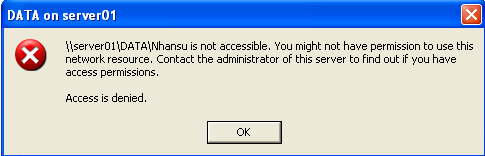 DATA on server01
\\server01\DATA\Nhansu is not accessible. You might not have permission to use this
network resource. Contact the administrator of this server to find out if you have
access permissions.
Access is denied.
OK